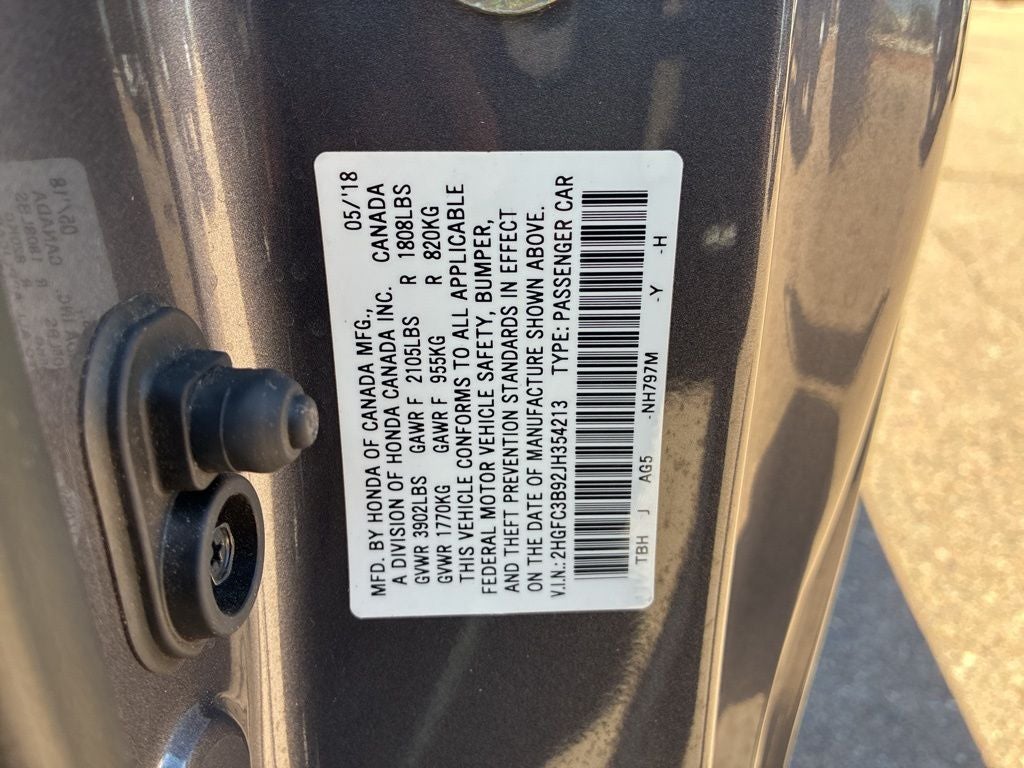 MFD. BY HONDA OF CANADA MFG., 05/18
A DIVISION OF HONDA CANADA INC. CANADA
GVWR 3902LBS GAWR F 2105LBS R 1808LBS
GVWR 1770KG GAWR F 955KG R 820KG
THIS VEHICLE CONFORMS TO ALL APPLICABLE
FEDERAL MOTOR VEHICLE SAFETY, BUMPER,
AND THEFT PREVENTION STANDARDS IN EFFECT
ON THE DATE OF MANUFACTURE SHOWN ABOVE.
V.I.N.:2HGFC3B92JH354213 TYPE:PASSENGER CAR
TBH J AG5 -NH797M -Y -H